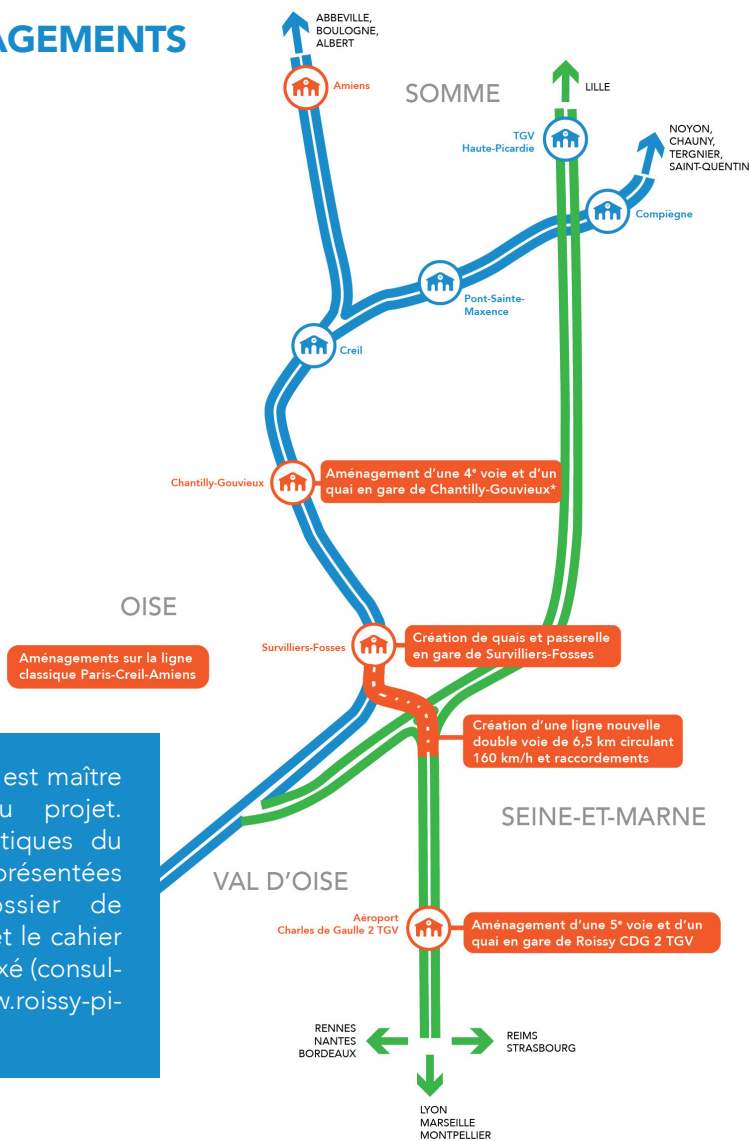 AGEMENTS
ABBEVILLE,
BOULOGNE,
ALBERT
Amiens
SOMME
LILLE
TGV
Haute-Picardie
NOYON,
CHAUNY,
TERGNIER,
SAINT-QUENTIN
Compiègne
Pont-Sainte-
Maxence
Creil
Chantilly-Gouvieux
Aménagement d'une 4e voie et d'un
quai en gare de Chantilly-Gouvieux*
OISE
Aménagements sur la ligne
classique Paris-Creil-Amiens
Survilliers-Fosses
Création de quais et passerelle
en gare de Survilliers-Fosses
Création d'une ligne nouvelle
double voie de 6,5 km circulant
160 km/h et raccordements
SEINE-ET-MARNE
est maître
u projet.
tiques du
présentées
ossier de
et le cahier
xé (consul-
w.roissy-pi-
VAL D'OISE
Aéroport
Charles de Gaulle 2 TGV
Aménagement d'une 5e voie et d'un
quai en gare de Roissy CDG 2 TGV
RENNES
NANTES
BORDEAUX
REIMS
STRASBOURG
LYON
MARSEILLE
MONTPELLIER